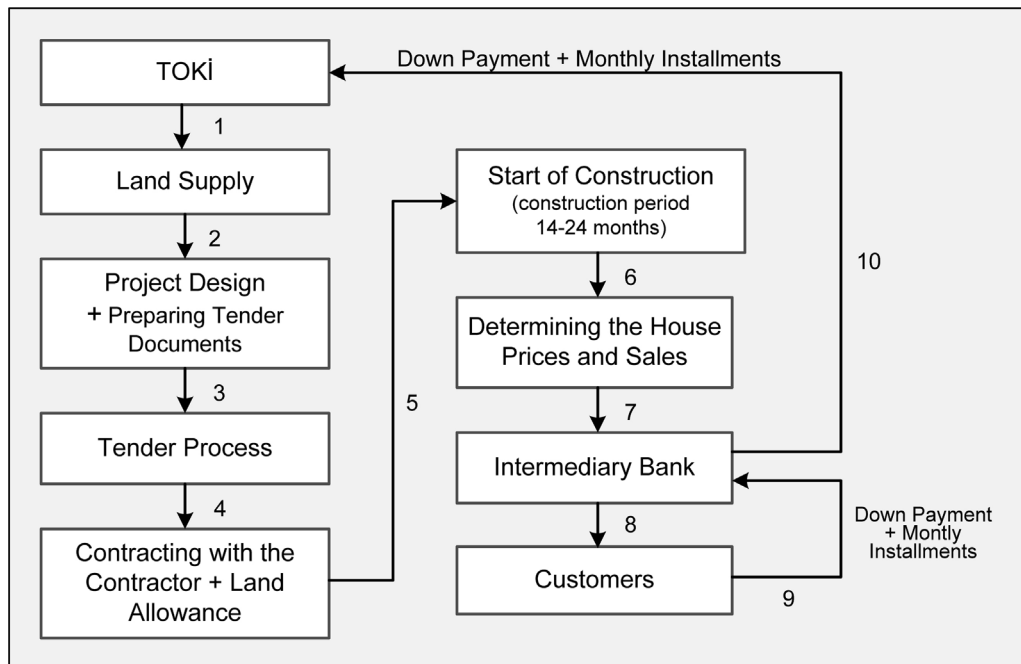 TOKİ
Down Payment + Monthly Installments
1
Land Supply
2
Project Design
+ Preparing Tender
Documents
3
Tender Process
4
Contracting with the
Contractor + Land
Allowance
5
Start of Construction
(construction period
14-24 months)
6
Determining the House
Prices and Sales
7
Intermediary Bank
8
Customers
9
Down Payment
+ Montly
Installments
10